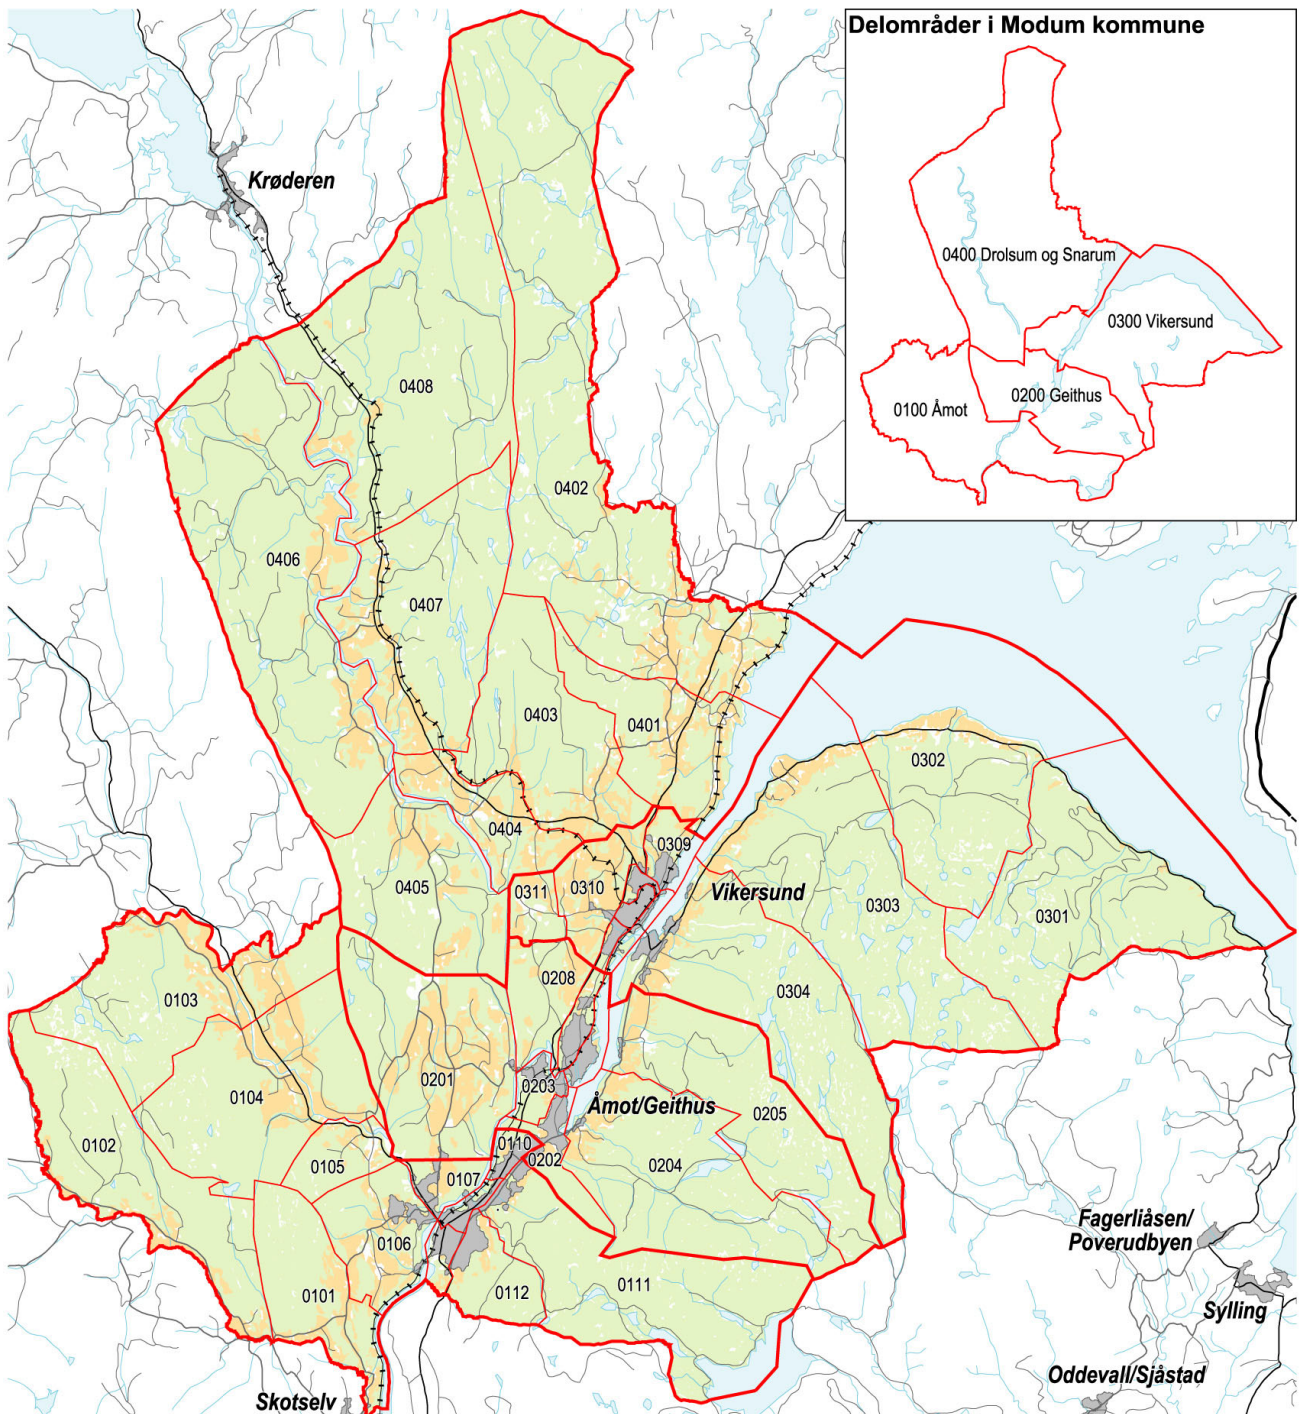 Delområder i Modum kommune
0400 Drolsum og Snarum
0300 Vikersund
0200 Geithus
0100 Åmot
Krøderen
0408
0402
0406
0407
0403
0401
0302
0404
0309
0405
0311
0310
Vikersund
0303
0301
0208
0103
0304
0201
0203
Åmot/Geithus
0104
0205
0102
0110
0202
0105
0107
0204
Fagerliåsen/
Poverudbyen
0106
0101
0112
0111
Sylling
Oddevall/Sjåstad
Skotselv